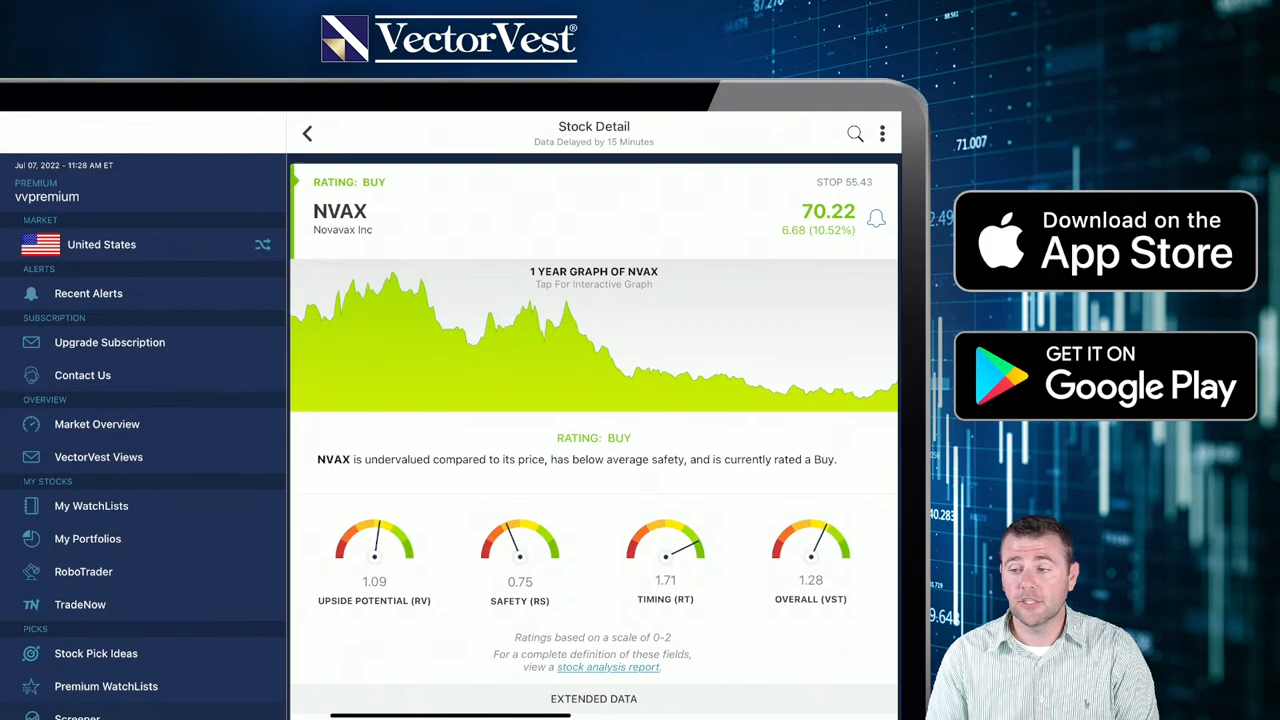 VectorVest®
Stock Detail
Data Delayed by 15 Minutes
Jul 07, 2022 - 11:28 AM ET
PREMIUM
vvpremium
MARKET
United States
ALERTS
Recent Alerts
SUBSCRIPTION
Upgrade Subscription
Contact Us
OVERVIEW
Market Overview
VectorVest Views
MY STOCKS
My WatchLists
My Portfolios
RoboTrader
TN TradeNow
PICKS
Stock Pick Ideas
Premium WatchLists
Screener
RATING: BUY
STOP 55.43
NVAX
70.22
Novavax Inc
6.68 (10.52%)
1 YEAR GRAPH OF NVAX
Tap For Interactive Graph
RATING: BUY
NVAX is undervalued compared to its price, has below average safety, and is currently rated a Buy.
1.09
UPSIDE POTENTIAL (RV)
0.75
SAFETY (RS)
1.71
TIMING (RT)
1.28
OVERALL (VST)
Ratings based on a scale of 0-2
For a complete definition of these fields,
view a stock analysis report.
EXTENDED DATA
Download on the
App Store
GET IT ON
Google Play
71.007